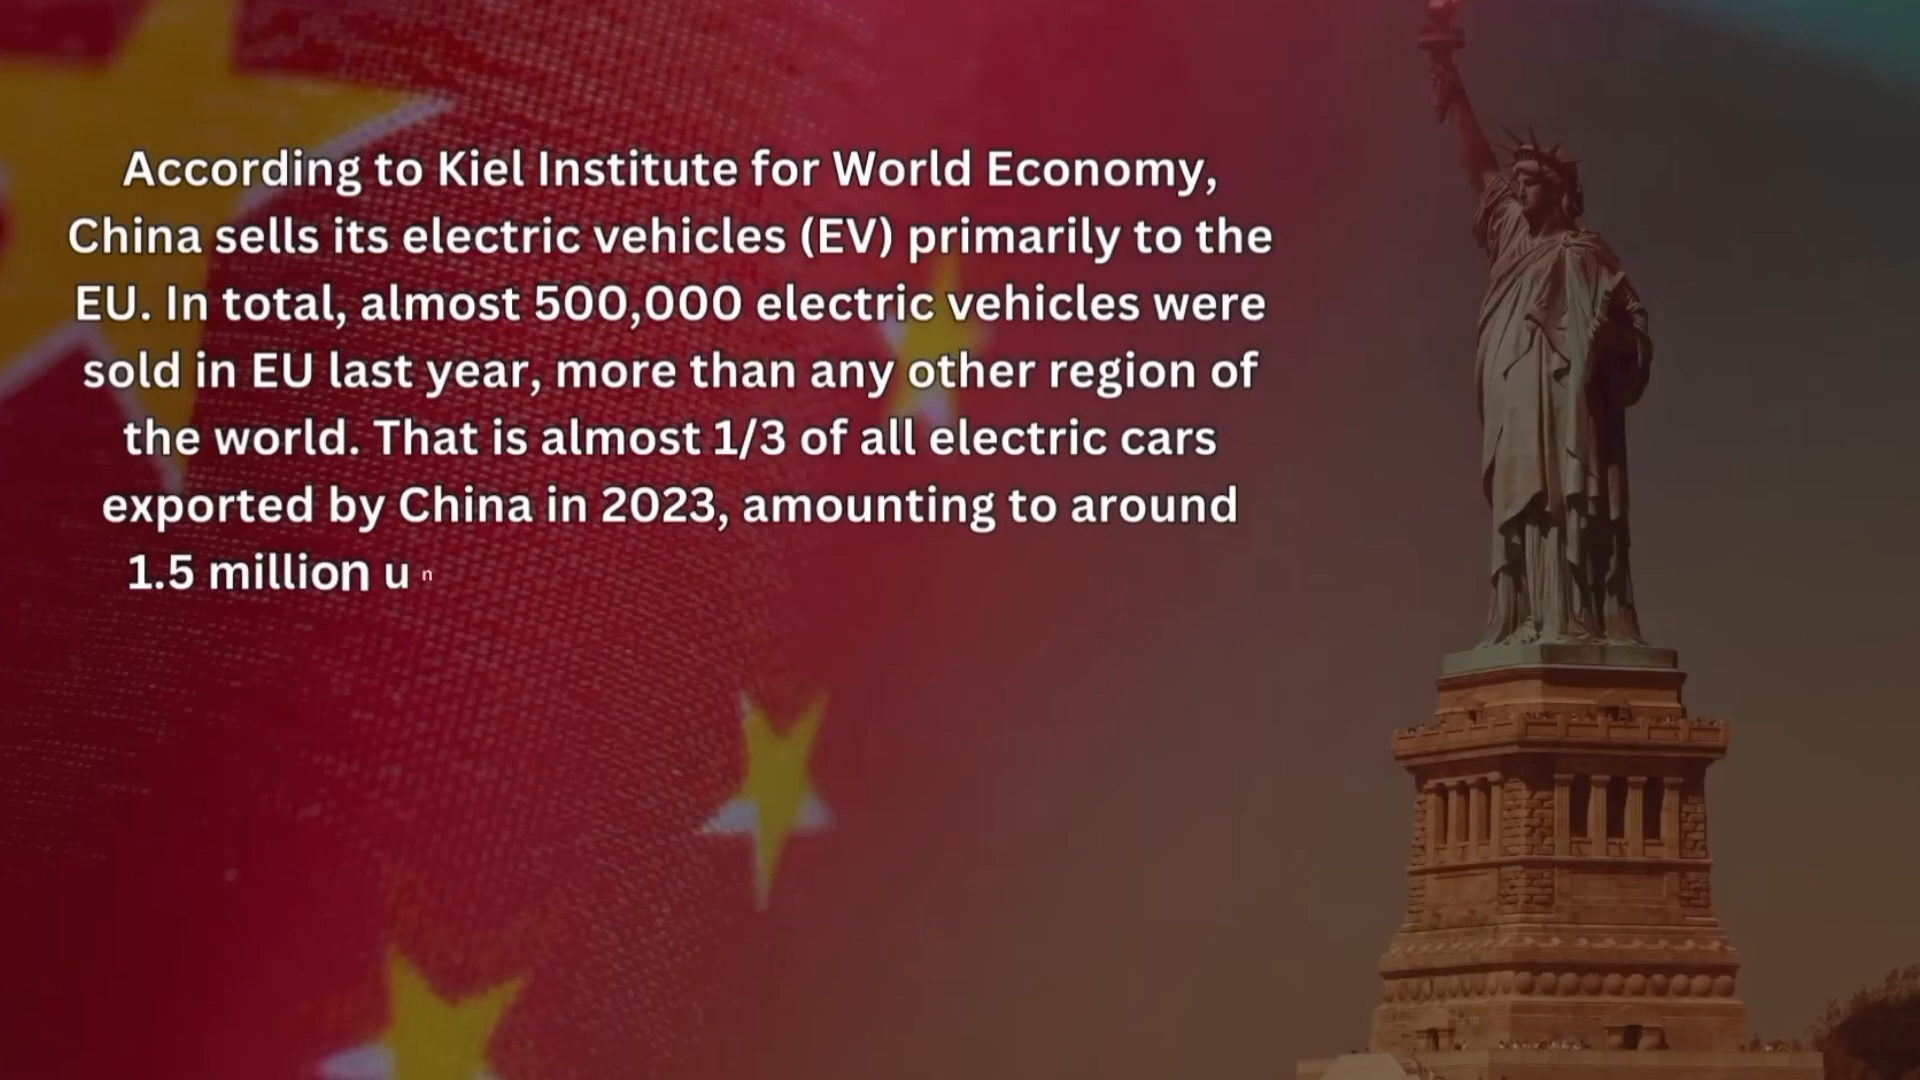 According to Kiel Institute for World Economy,
China sells its electric vehicles (EV) primarily to the
EU. In total, almost 500,000 electric vehicles were
sold in EU last year, more than any other region of
the world. That is almost 1/3 of all electric cars
exported by China in 2023, amounting to around
1.5 million u n